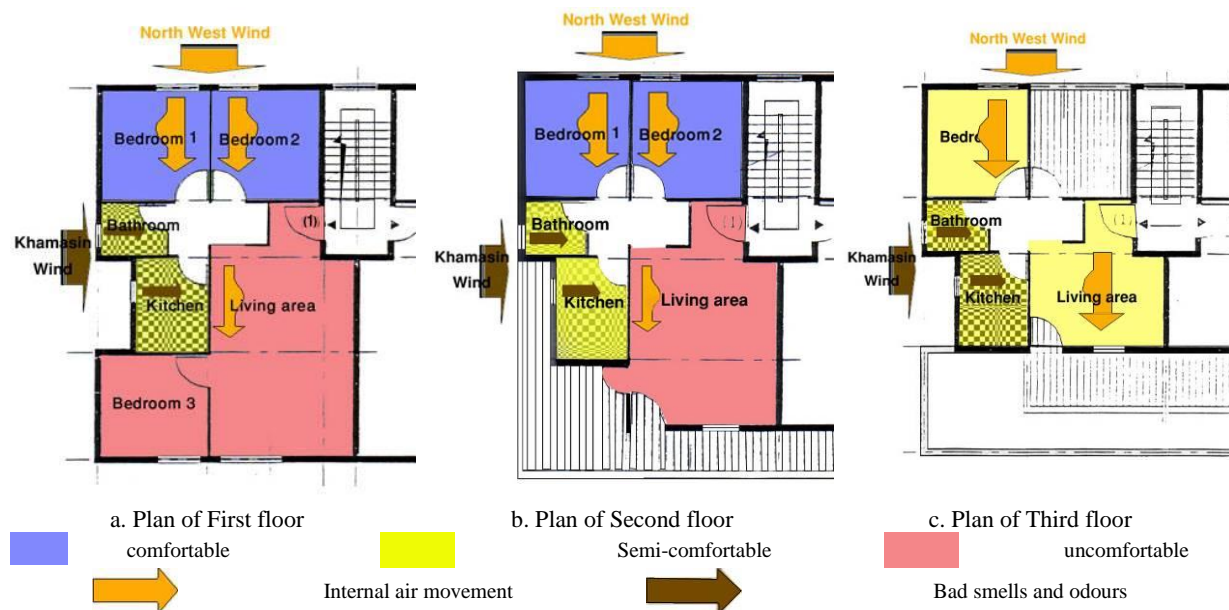 North West Wind
Bedroom 1
Bedroom 2
Bathroom
(1)
Khamasin
Wind
Kitchen
Living area
Bedroom 3
North West Wind
Bedroom 1
Bedroom 2
Bathroom
Khamasin
Wind
Kitchen
Living area
North West Wind
Bathroom
Khamasin
Wind
Kitchen
Living area
a. Plan of First floor
b. Plan of Second floor
c. Plan of Third floor
comfortable
Semi-comfortable
uncomfortable
Internal air movement
Bad smells and odours